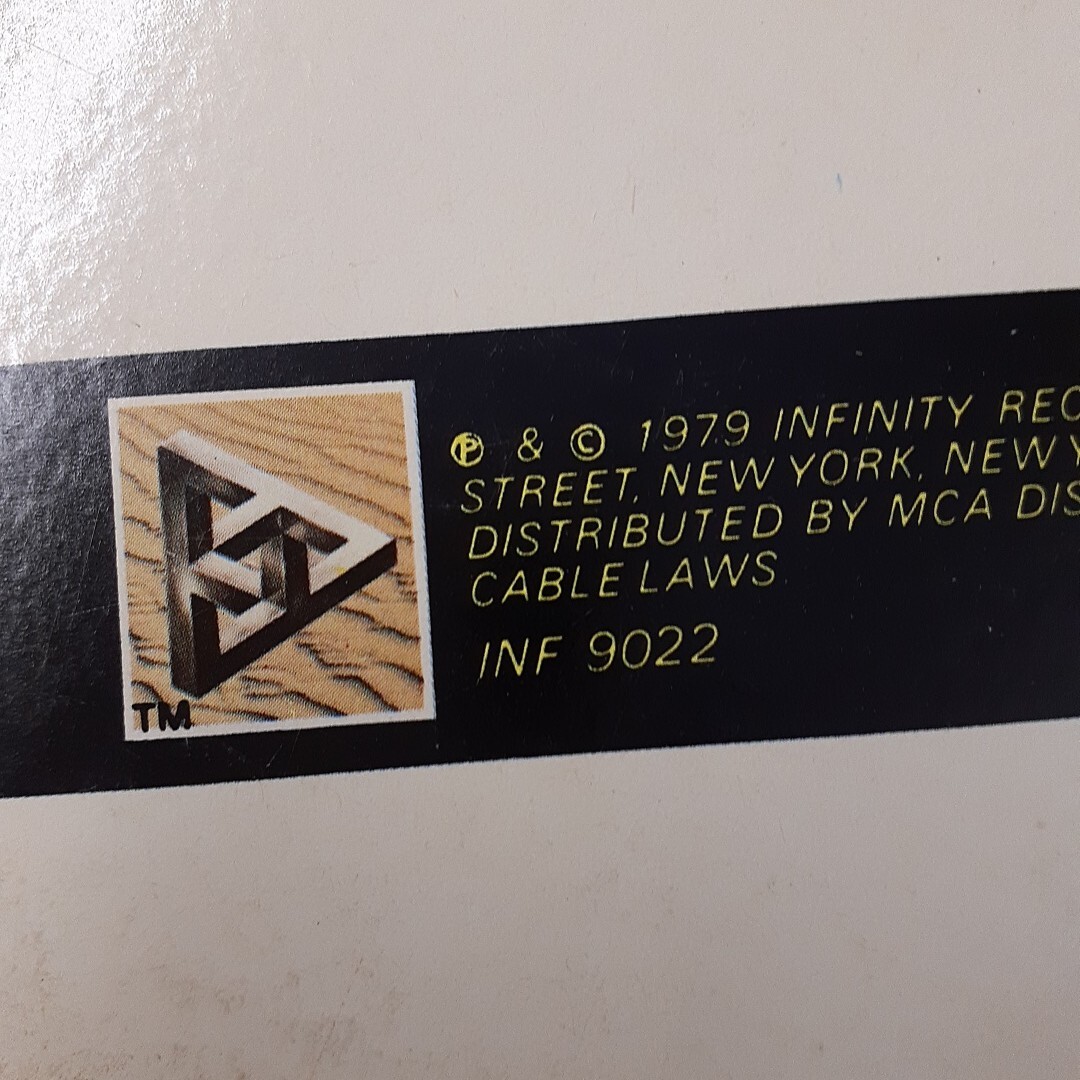 Ⓟ & © 1979 INFINITY REC
STREET, NEW YORK, NEW Y
DISTRIBUTED BY MCA DIS
CABLE LAWS
INF 9022
TM